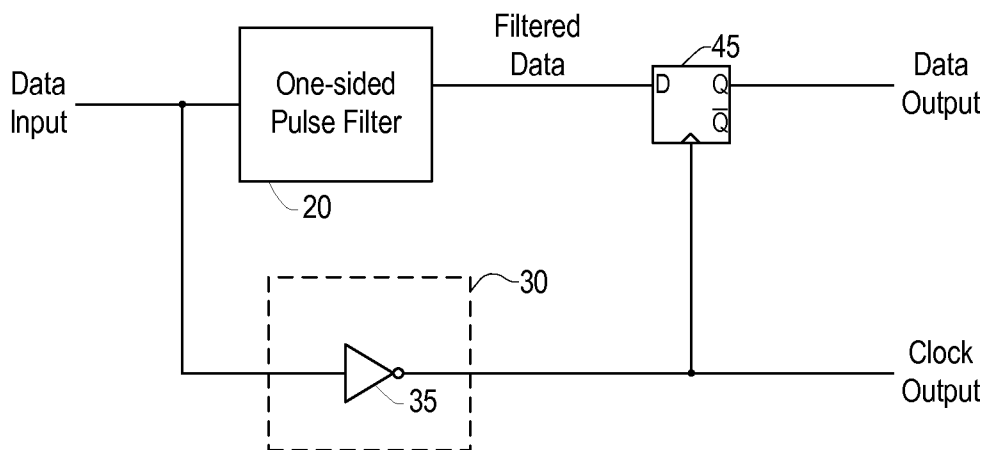 Data
Input
One-sided
Pulse Filter
20
Filtered
Data
45
D
Q
Q̅
Data
Output
30
35
Clock
Output